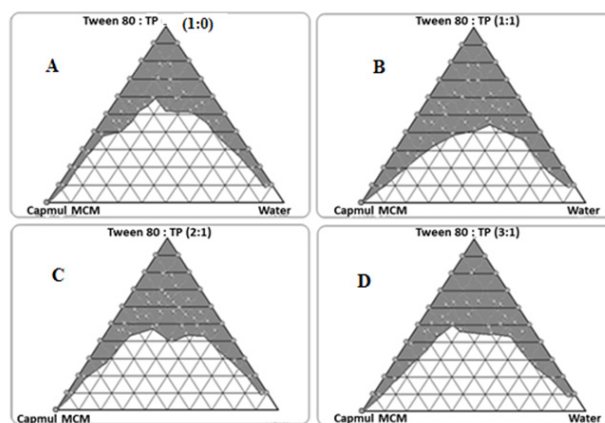 Tween 80 : TP (1:0)
A
Capmul MCM Water
Tween 80 : TP (1:1)
B
Capmul MCM Water
Tween 80 : TP (2:1)
C
Capmul MCM
Tween 80 : TP (3:1)
D
Capmul MCM Water